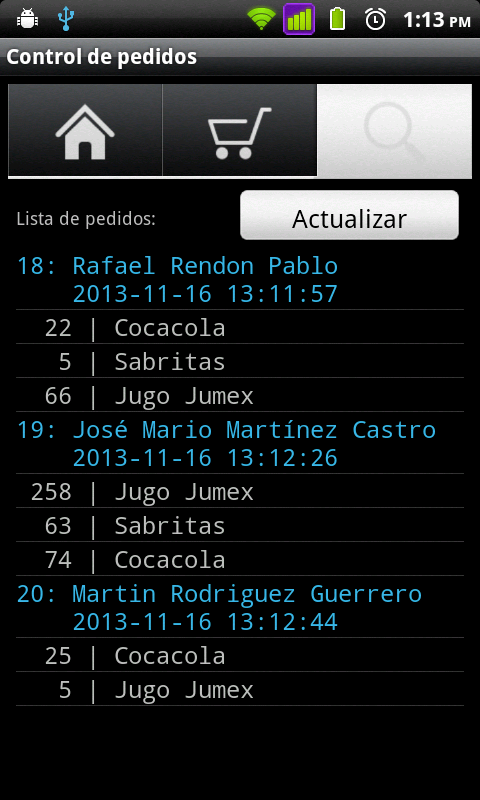 1:13 PM
Control de pedidos
Lista de pedidos:
Actualizar
18: Rafael Rendon Pablo
2013-11-16 13:11:57
22 | Cocacola
5 | Sabritas
66 | Jugo Jumex
19: José Mario Martínez Castro
2013-11-16 13:12:26
258 | Jugo Jumex
63 | Sabritas
74 | Cocacola
20: Martin Rodriguez Guerrero
2013-11-16 13:12:44
25 | Cocacola
5 | Jugo Jumex